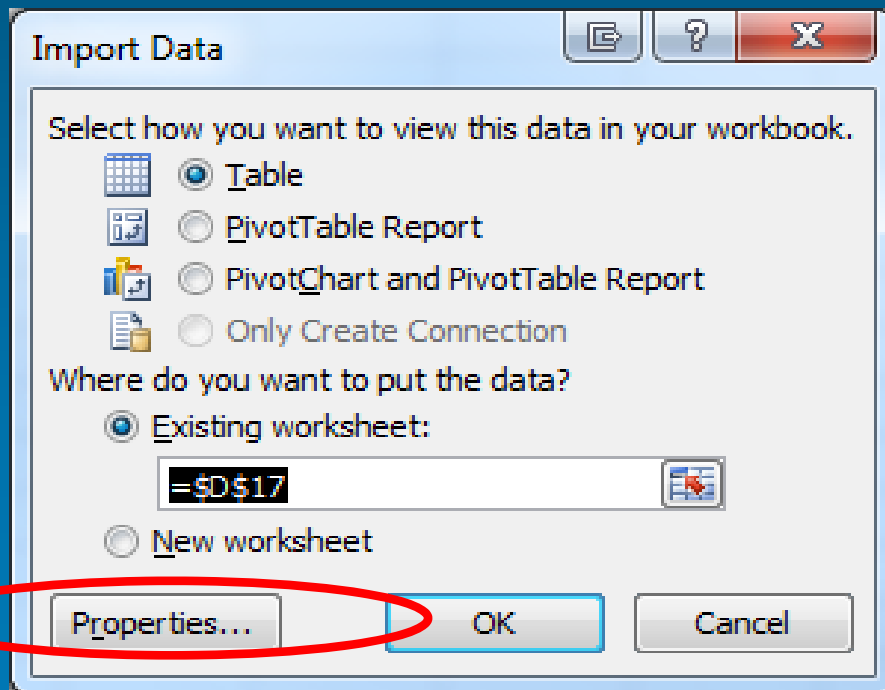 Import Data
Select how you want to view this data in your workbook.
Table
PivotTable Report
PivotChart and PivotTable Report
Only Create Connection
Where do you want to put the data?
Existing worksheet:
=$D$17
New worksheet
Properties... OK Cancel